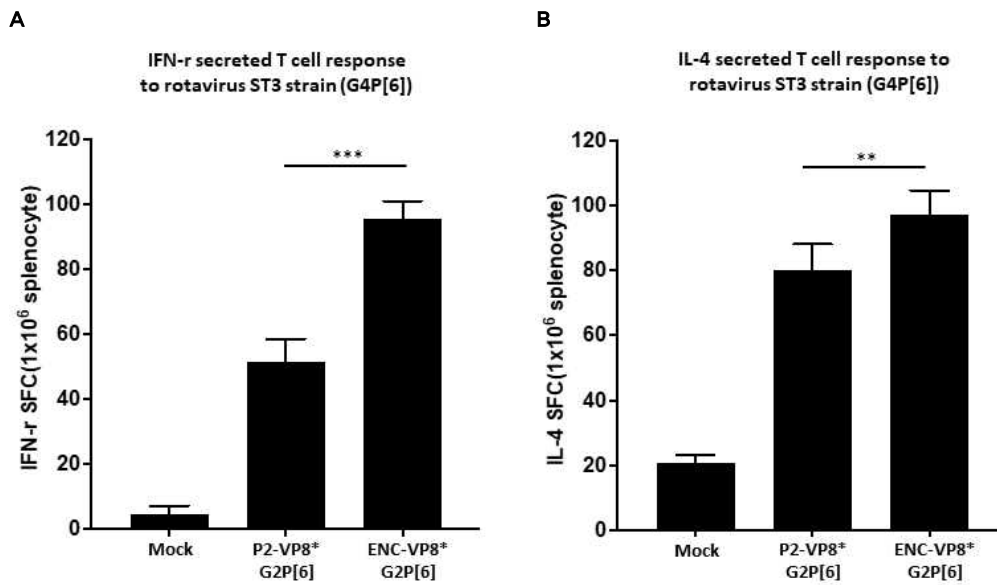 A
IFN-r secreted T cell response
to rotavirus ST3 strain (G4P[6])
120
100
80
60
40
20
0
IFN-r SFC(1x10⁶ splenocyte)
***
Mock
P2-VP8*
G2P[6]
ENC-VP8*
G2P[6]
B
IL-4 secreted T cell response to
rotavirus ST3 strain (G4P[6])
120
100
80
60
40
20
0
IL-4 SFC(1x10⁶ splenocyte)
**
Mock
P2-VP8*
G2P[6]
ENC-VP8*
G2P[6]